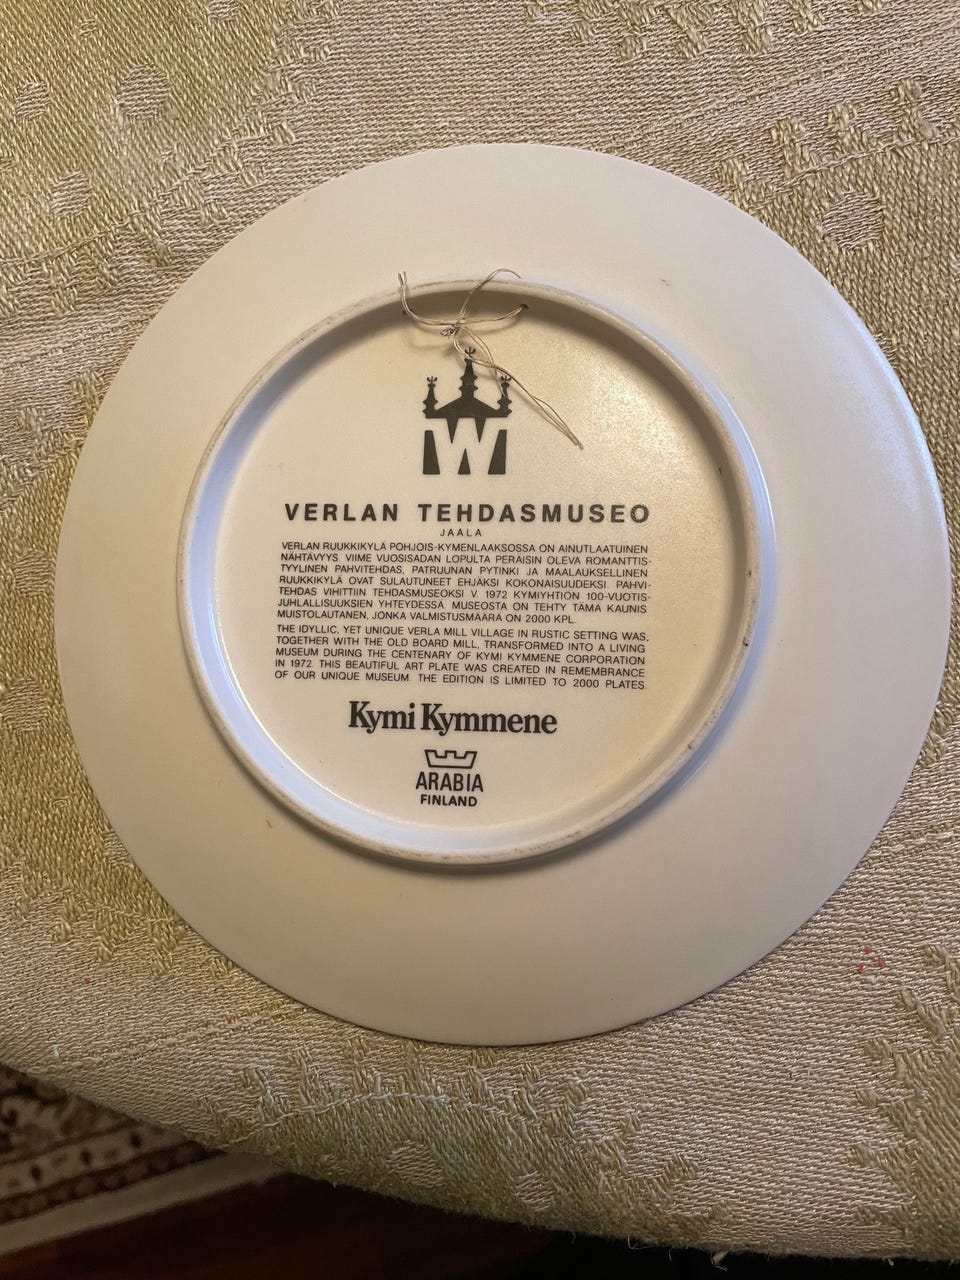 W
VERLAN TEHDASMUSEO
JAALA
VERLAN RUUKKIKYLÄ POHJOIS-KYMENLAAKSOSSA ON AINUTLAATUINEN
NÄHTÄVYYS VIIME VUOSISADAN LOPULTA PERÄISIN OLEVA ROMANTTIS-
TYYLINEN PAHVITEHDAS, PATRUUNAN PYTINKI JA MAALAUKSELLINEN
RUUKKIKYLÄ OVAT SULAUTUNEET EHJÄKSI KOKONAISUUDEKSI. PAHVI-
TEHDAS VIHITTIIN TEHDASMUSEOKSI V. 1972 KYMIYHTIÖN 100-VUOTIS-
JUHLALLISUUKSIEN YHTEYDESSÄ. MUSEOSTA ON TEHTY TÄMÄ KAUNIS
MUISTOLAUTANEN, JONKA VALMISTUSMÄÄRÄ ON 2000 KPL.
THE IDYLLIC, YET UNIQUE VERLA MILL VILLAGE IN RUSTIC SETTING WAS,
TOGETHER WITH THE OLD BOARD MILL, TRANSFORMED INTO A LIVING
MUSEUM DURING THE CENTENARY OF KYMI KYMMENE CORPORATION
IN 1972. THIS BEAUTIFUL ART PLATE WAS CREATED IN REMEMBRANCE
OF OUR UNIQUE MUSEUM. THE EDITION IS LIMITED TO 2000 PLATES.
Kymi Kymmene
ARABIA
FINLAND